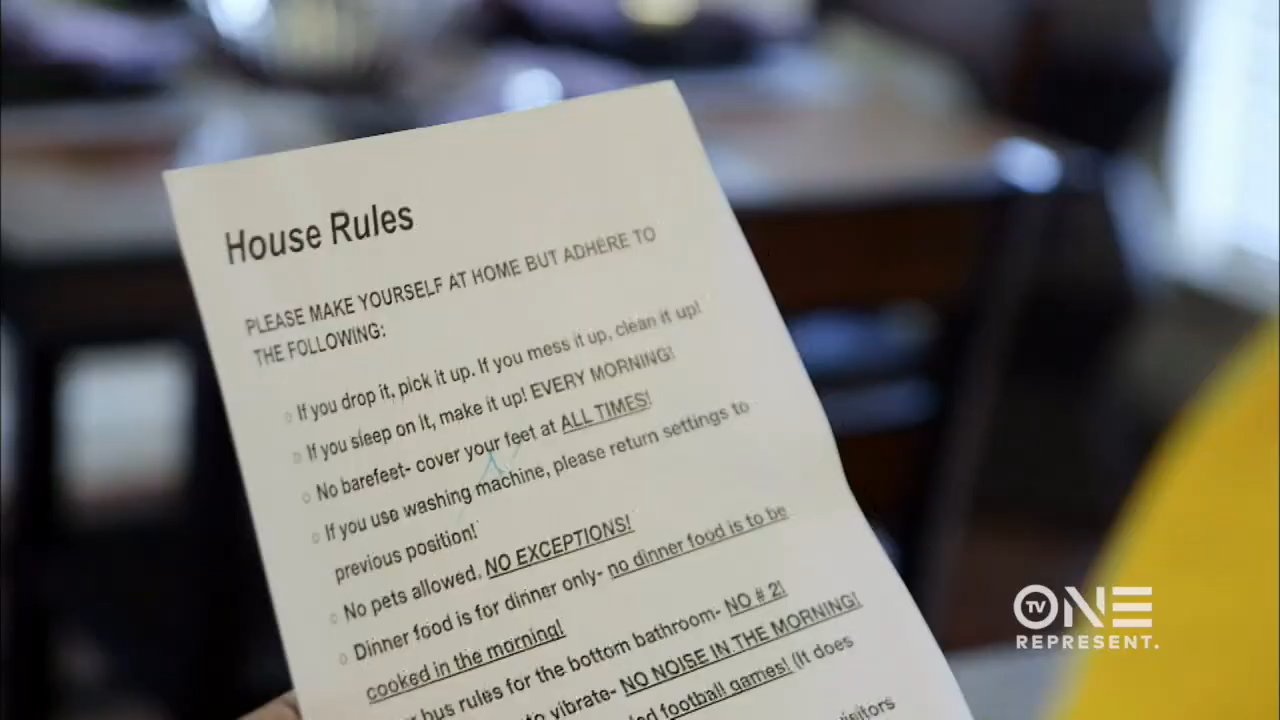 House Rules
PLEASE MAKE YOURSELF AT HOME BUT ADHERE TO
THE FOLLOWING:
○ If you drop it, pick it up. If you mess it up, clean it up!
○ If you sleep on It, make it up! EVERY MORNING!
○ No barefeet- cover your feet at ALL TIMES!
○ If you use washing machine, please return settings to
previous position!
○ No pets allowed. NO EXCEPTIONS!
○ Dinner food is for dinner only- no dinner food is to be
cooked in the morning!
bus rules for the bottom bathroom- NO # 2!
to vibrate- NO NOISE IN THE MORNING!
football games! (It does
visitors
TV ONE
REPRESENT.